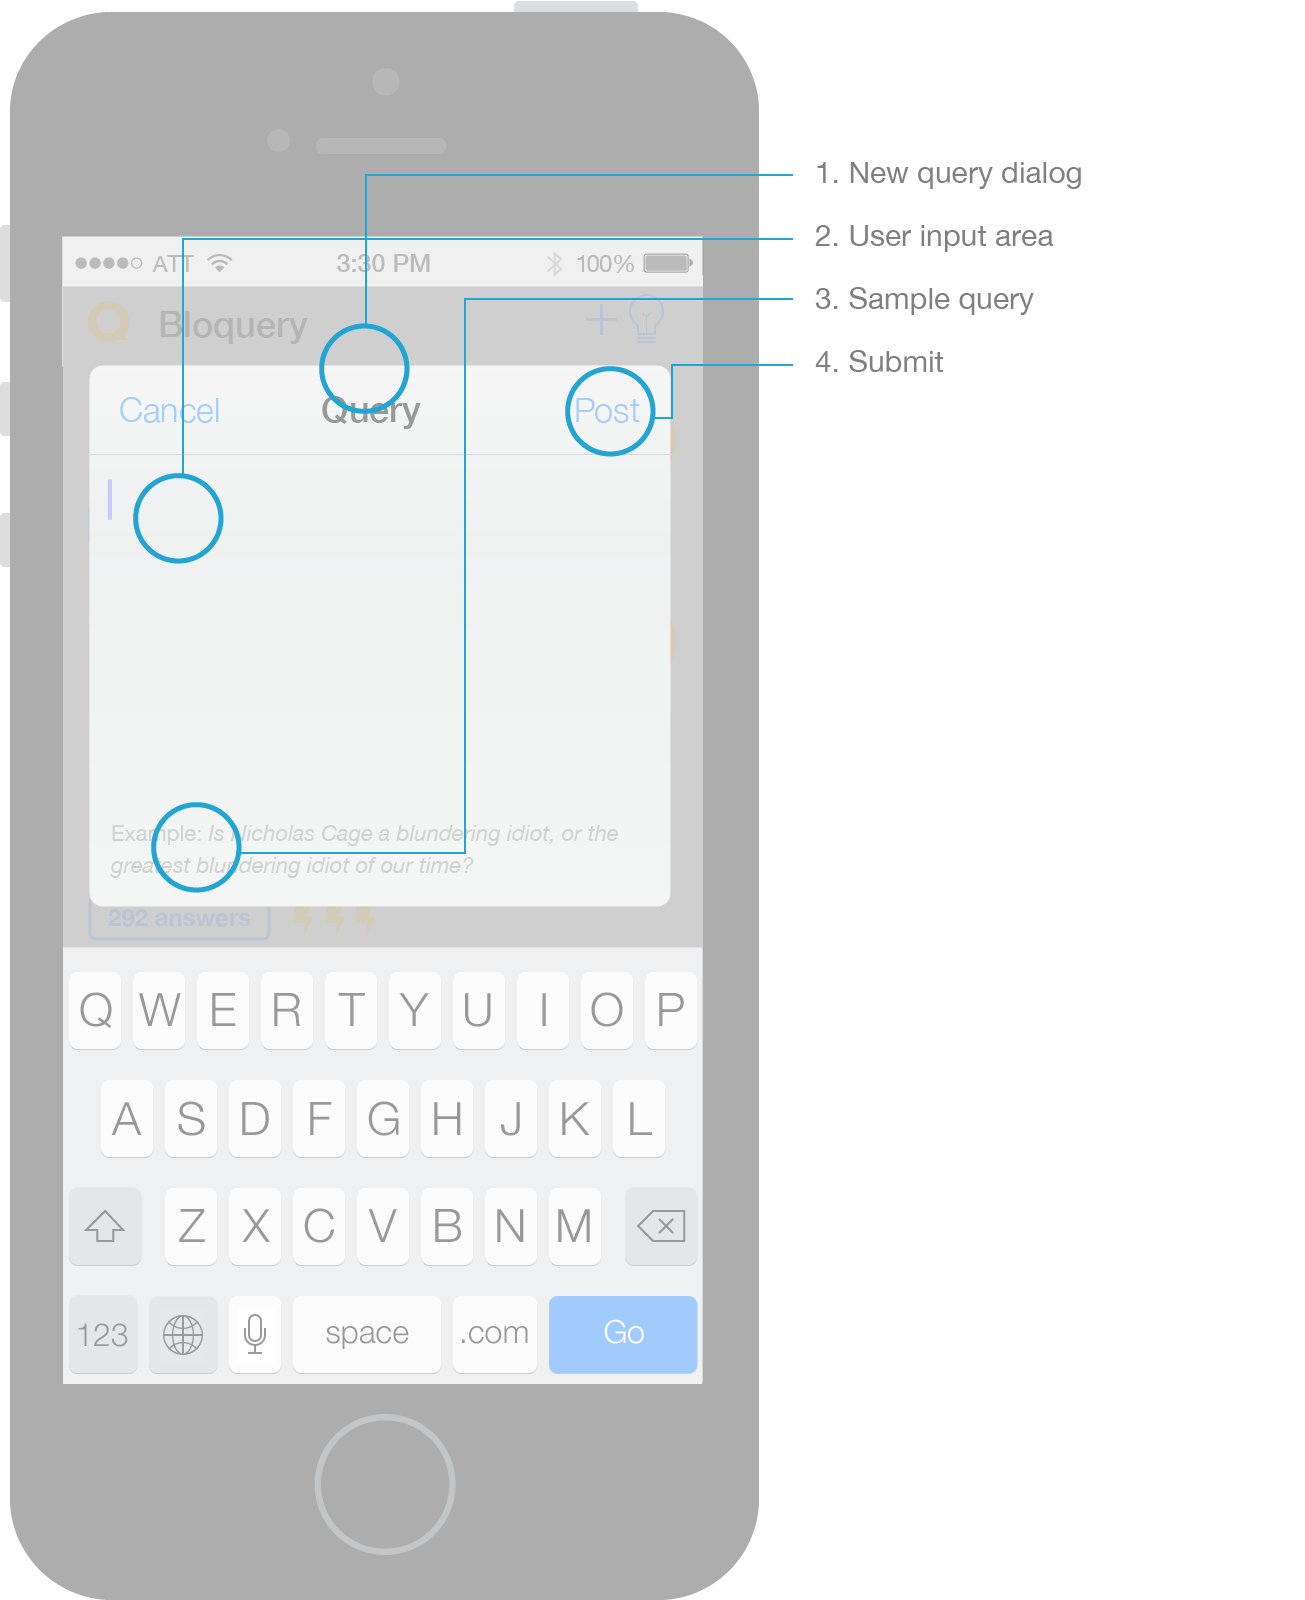 1. New query dialog
2. User input area
ATT 3:30 PM 100%
3. Sample query
Bloquery
4. Submit
Cancel Query Post
Example: Is Nicholas Cage a blundering idiot, or the
greatest blundering idiot of our time?
292 answers
Q W E R T Y U I O P
A S D F G H J K L
Z X C V B N M
123 space .com Go